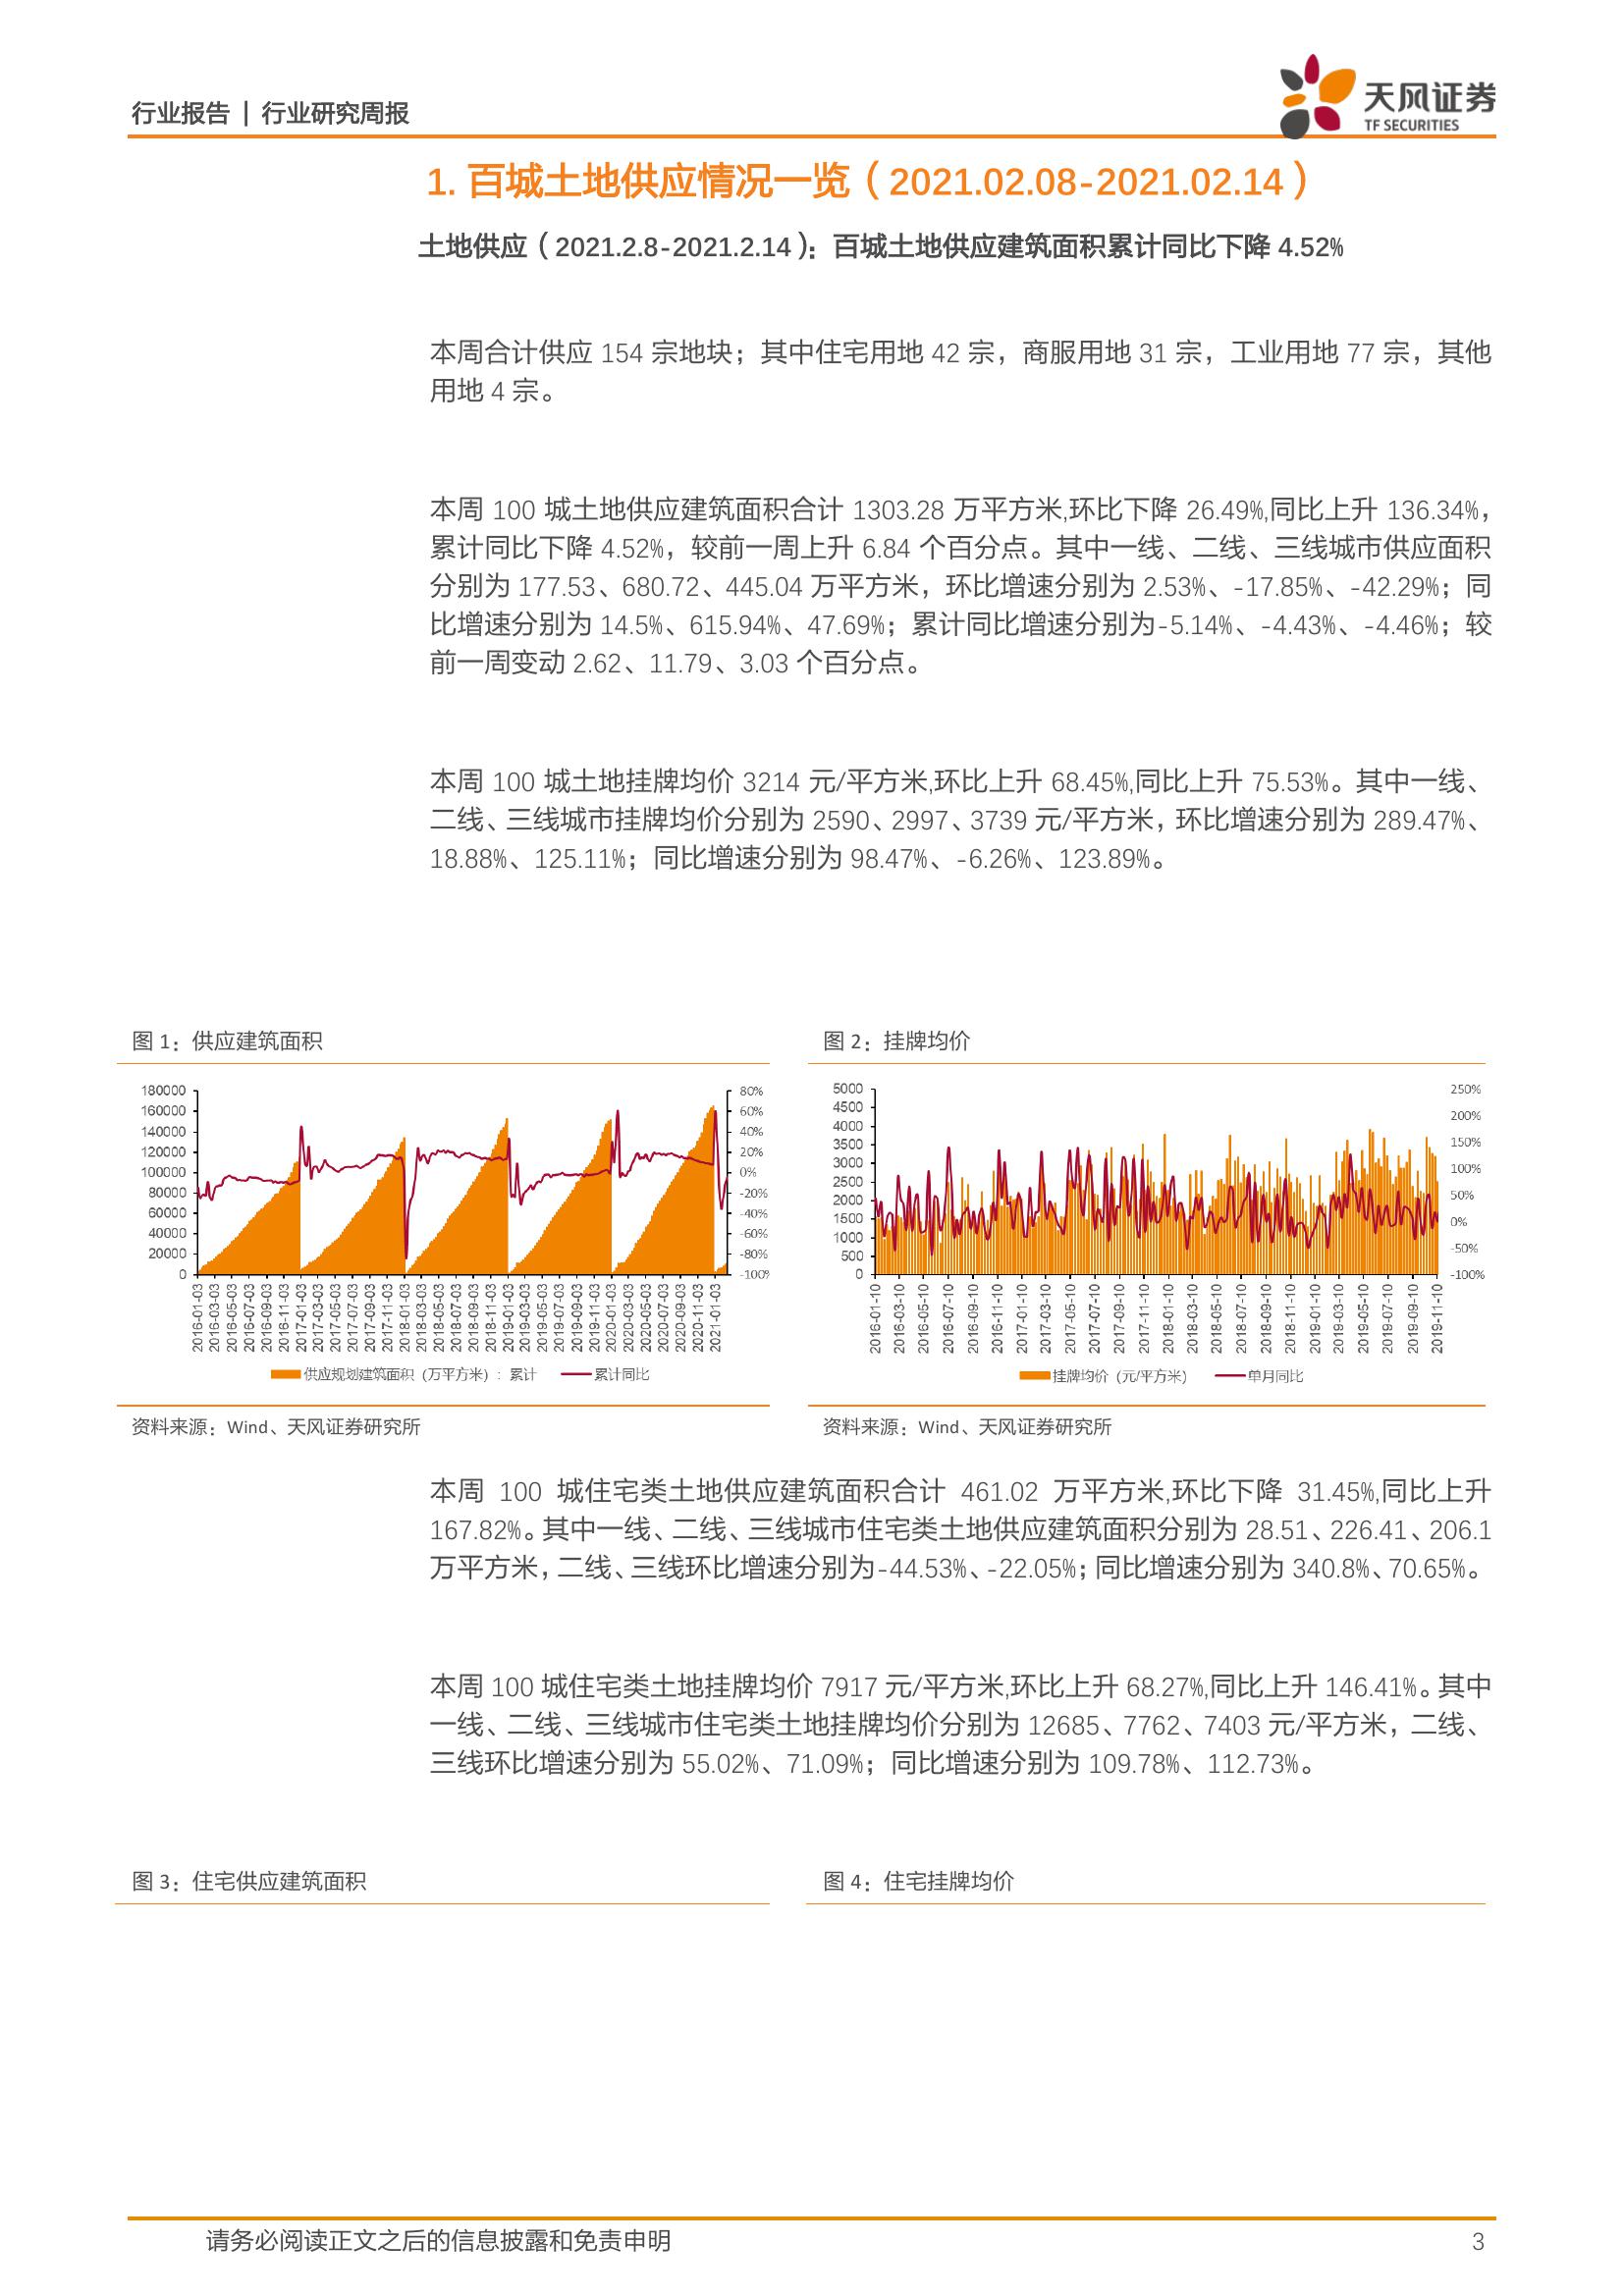 行业报告 | 行业研究周报
天风证券
TF SECURITIES
1. 百城土地供应情况一览（2021.02.08-2021.02.14）
土地供应（2021.2.8-2021.2.14）：百城土地供应建筑面积累计同比下降 4.52%
本周合计供应 154 宗地块；其中住宅用地 42 宗，商服用地 31 宗，工业用地 77 宗，其他
用地 4 宗。
本周 100 城土地供应建筑面积合计 1303.28 万平方米,环比下降 26.49%,同比上升 136.34%，
累计同比下降 4.52%，较前一周上升 6.84 个百分点。其中一线、二线、三线城市供应面积
分别为 177.53、680.72、445.04 万平方米，环比增速分别为 2.53%、-17.85%、-42.29%；同
比增速分别为 14.5%、615.94%、47.69%；累计同比增速分别为-5.14%、-4.43%、-4.46%；较
前一周变动 2.62、11.79、3.03 个百分点。
本周 100 城土地挂牌均价 3214 元/平方米,环比上升 68.45%,同比上升 75.53%。其中一线、
二线、三线城市挂牌均价分别为 2590、2997、3739 元/平方米，环比增速分别为 289.47%、
18.88%、125.11%；同比增速分别为 98.47%、-6.26%、123.89%。
图 1：供应建筑面积
180000
160000
140000
120000
100000
80000
60000
40000
20000
0
80%
60%
40%
20%
0%
-20%
-40%
-60%
-80%
-100%
2016-01-03
2016-03-03
2016-05-03
2016-07-03
2016-09-03
2016-11-03
2017-01-03
2017-03-03
2017-05-03
2017-07-03
2017-09-03
2017-11-03
2018-01-03
2018-03-03
2018-05-03
2018-07-03
2018-09-03
2018-11-03
2019-01-03
2019-03-03
2019-05-03
2019-07-03
2019-09-03
2019-11-03
2020-01-03
2020-03-03
2020-05-03
2020-07-03
2020-09-03
2020-11-03
2021-01-03
供应规划建筑面积（万平方米）：累计
累计同比
资料来源：Wind、天风证券研究所
图 2：挂牌均价
5000
4500
4000
3500
3000
2500
2000
1500
1000
500
0
250%
200%
150%
100%
50%
0%
-50%
-100%
2016-01-10
2016-03-10
2016-05-10
2016-07-10
2016-09-10
2016-11-10
2017-01-10
2017-03-10
2017-05-10
2017-07-10
2017-09-10
2017-11-10
2018-01-10
2018-03-10
2018-05-10
2018-07-10
2018-09-10
2018-11-10
2019-01-10
2019-03-10
2019-05-10
2019-07-10
2019-09-10
2019-11-10
挂牌均价（元/平方米）
单月同比
资料来源：Wind、天风证券研究所
本周 100 城住宅类土地供应建筑面积合计 461.02 万平方米,环比下降 31.45%,同比上升
167.82%。其中一线、二线、三线城市住宅类土地供应建筑面积分别为 28.51、226.41、206.1
万平方米，二线、三线环比增速分别为-44.53%、-22.05%；同比增速分别为 340.8%、70.65%。
本周 100 城住宅类土地挂牌均价 7917 元/平方米,环比上升 68.27%,同比上升 146.41%。其中
一线、二线、三线城市住宅类土地挂牌均价分别为 12685、7762、7403 元/平方米，二线、
三线环比增速分别为 55.02%、71.09%；同比增速分别为 109.78%、112.73%。
图 3：住宅供应建筑面积
图 4：住宅挂牌均价
请务必阅读正文之后的信息披露和免责申明
3